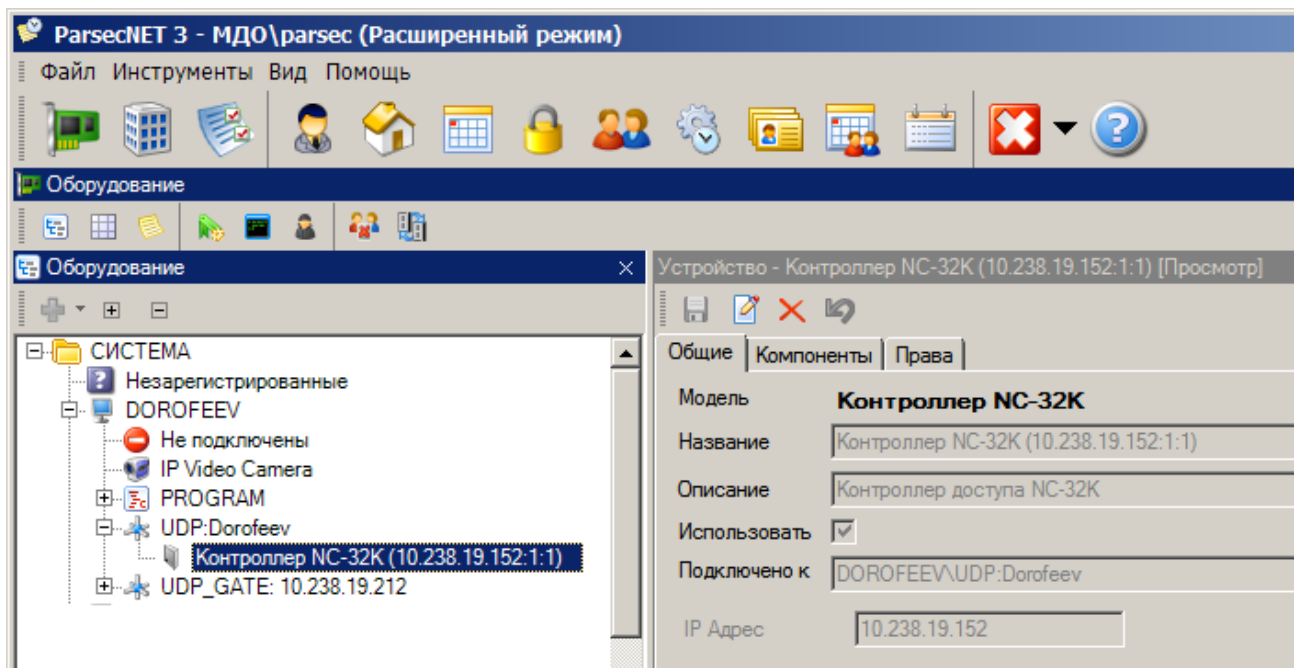 ParsecNET 3 - МДО\parsec (Расширенный режим)
Файл Инструменты Вид Помощь
Оборудование
Оборудование
СИСТЕМА
Незарегистрированные
DOROFEEV
Не подключены
IP Video Camera
PROGRAM
UDP:Dorofeev
Контроллер NC-32K (10.238.19.152:1:1)
UDP_GATE: 10.238.19.212
Устройство - Контроллер NC-32K (10.238.19.152:1:1) [Просмотр]
Общие Компоненты Права
Модель Контроллер NC-32K
Название Контроллер NC-32K (10.238.19.152:1:1)
Описание Контроллер доступа NC-32K
Использовать
Подключено к DOROFEEV\UDP:Dorofeev
IP Адрес 10.238.19.152